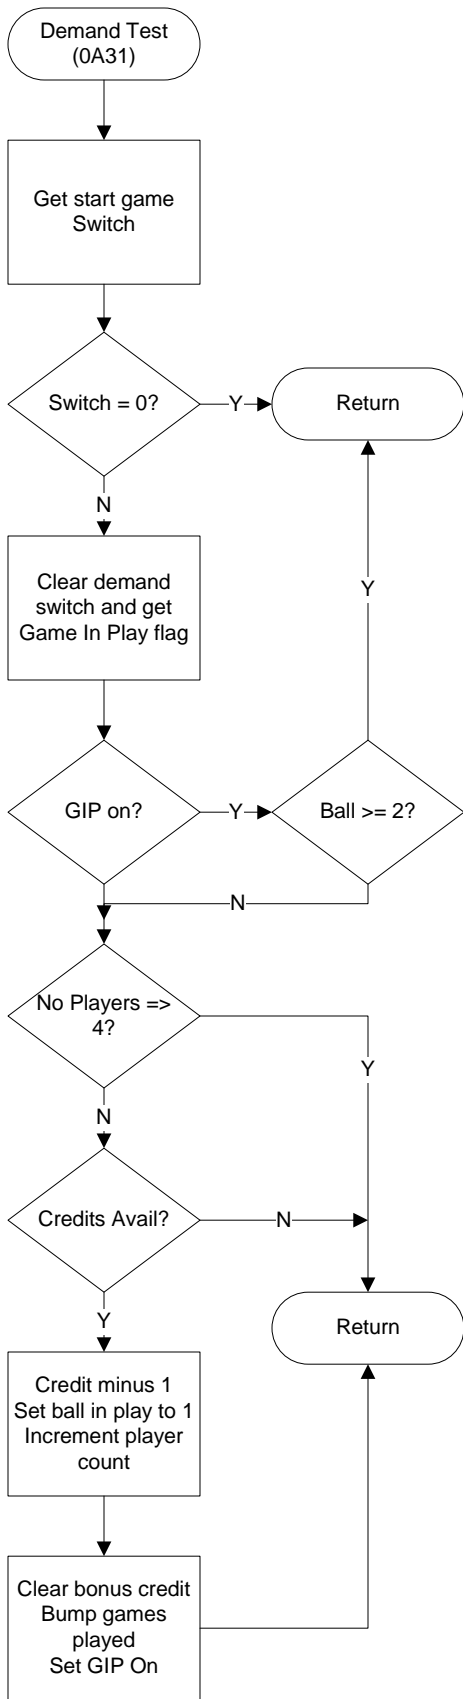 Demand Test
(0A31)
Get start game
Switch
Switch = 0?
Y
Return
N
Clear demand
switch and get
Game In Play flag
Y
GIP on?
Y
Ball >= 2?
N
No Players =>
4?
Y
N
Credits Avail?
N
Y
Return
Credit minus 1
Set ball in play to 1
Increment player
count
Clear bonus credit
Bump games
played
Set GIP On